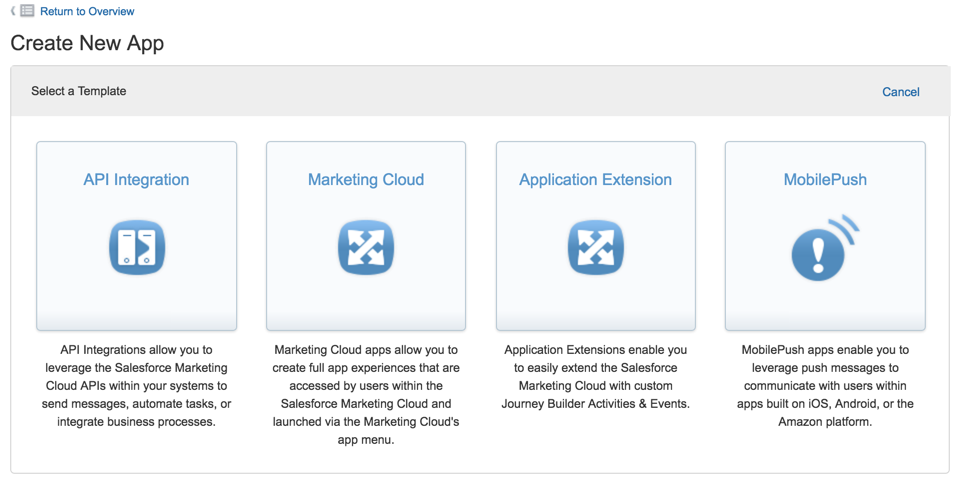 Return to Overview
Create New App
Select a Template
Cancel
API Integration
API Integrations allow you to
leverage the Salesforce Marketing
Cloud APIs within your systems to
send messages, automate tasks, or
integrate business processes.
Marketing Cloud
Marketing Cloud apps allow you to
create full app experiences that are
accessed by users within the
Salesforce Marketing Cloud and
launched via the Marketing Cloud's
app menu.
Application Extension
Application Extensions enable you
to easily extend the Salesforce
Marketing Cloud with custom
Journey Builder Activities & Events.
MobilePush
MobilePush apps enable you to
leverage push messages to
communicate with users within
apps built on iOS, Android, or the
Amazon platform.